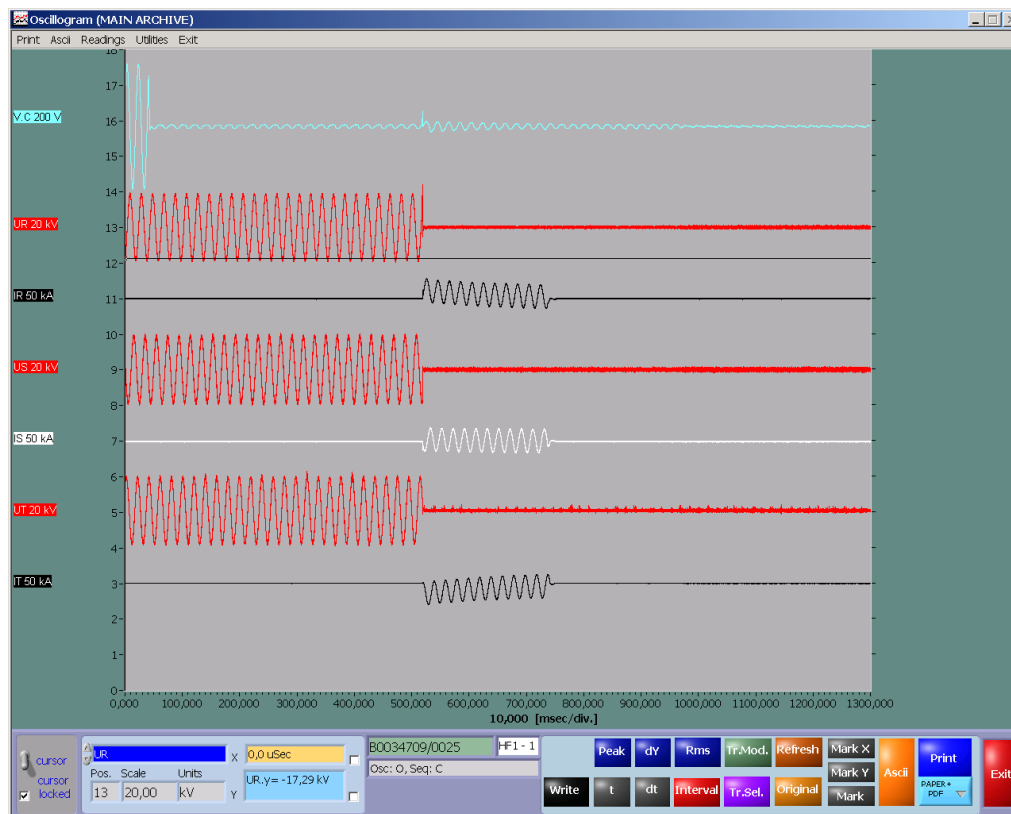 Oscillogram (MAIN ARCHIVE)
Print Ascii Readings Utilities Exit
18
17
V.C 200 V
16
15
14
UR 20 kV
13
12
IR 50 kA
11
10
US 20 kV
9
8
IS 50 kA
7
6
UT 20 kV
5
4
IT 50 kA
3
2
1
0
0,000 100,000 200,000 300,000 400,000 500,000 600,000 700,000 800,000 900,000 1000,000 1100,000 1200,000 1300,000
10,000 [msec/div.]
cursor
cursor
locked
UR
Pos. Scale Units
13 20,00 kV
X 0,0 uSec
Y UR.y= -17,29 kV
B0034709/0025 HF1 - 1
Osc: O, Seq: C
Peak dY Rms Tr.Mod. Refresh Mark X
Mark Y
Write t dt Interval Tr.Sel. Original Mark
Ascii
Print
PAPER+
PDF
Exit